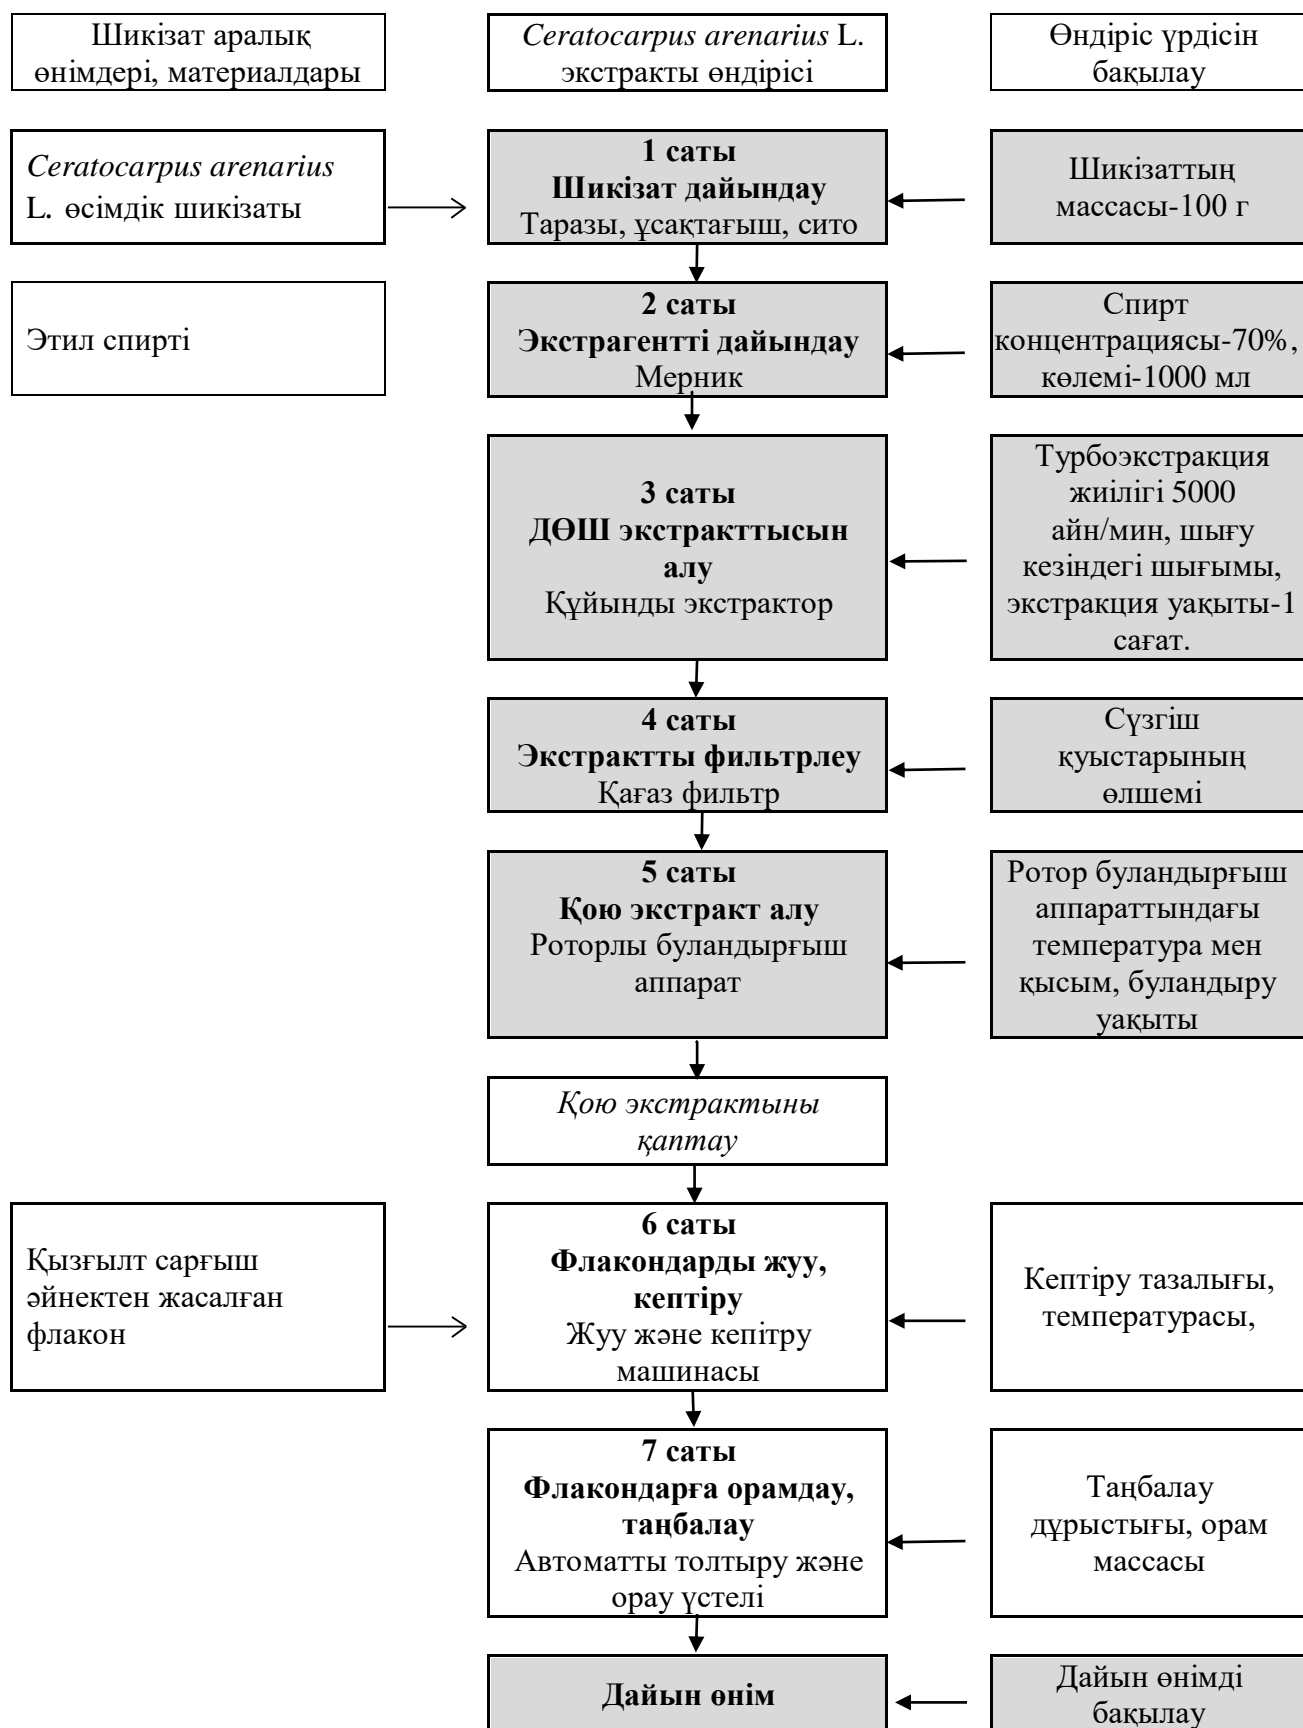 Шикізат аралық
өнімдері, материалдары
Ceratocarpus arenarius L.
экстракты өндірісі
Өндіріс үрдісін
бақылау
Ceratocarpus arenarius
L. өсімдік шикізаты
1 саты
Шикізат дайындау
Таразы, ұсақтағыш, сито
Шикізаттың
массасы-100 г
Этил спирті
2 саты
Экстрагентті дайындау
Мерник
Спирт
концентрациясы-70%,
көлемі-1000 мл
3 саты
ДӨШ экстракттысын
алу
Құйынды экстрактор
Турбоэкстракция
жиілігі 5000
айн/мин, шығу
кезіндегі шығымы,
экстракция уақыты-1
сағат.
4 саты
Экстрактты фильтрлеу
Қағаз фильтр
Сүзгіш
қуыстарының
өлшемі
5 саты
Қою экстракт алу
Роторлы буландырғыш
аппарат
Ротор буландырғыш
аппараттындағы
температура мен
қысым, буландыру
уақыты
Қою экстрактыны
қаптау
Қызғылт сарғыш
әйнектен жасалған
флакон
6 саты
Флакондарды жуу,
кептіру
Жуу және кепітру
машинасы
Кептіру тазалығы,
температурасы,
7 саты
Флакондарға орамдау,
таңбалау
Автоматты толтыру және
орау үстелі
Таңбалау
дұрыстығы, орам
массасы
Дайын өнім
Дайын өнімді
бақылау